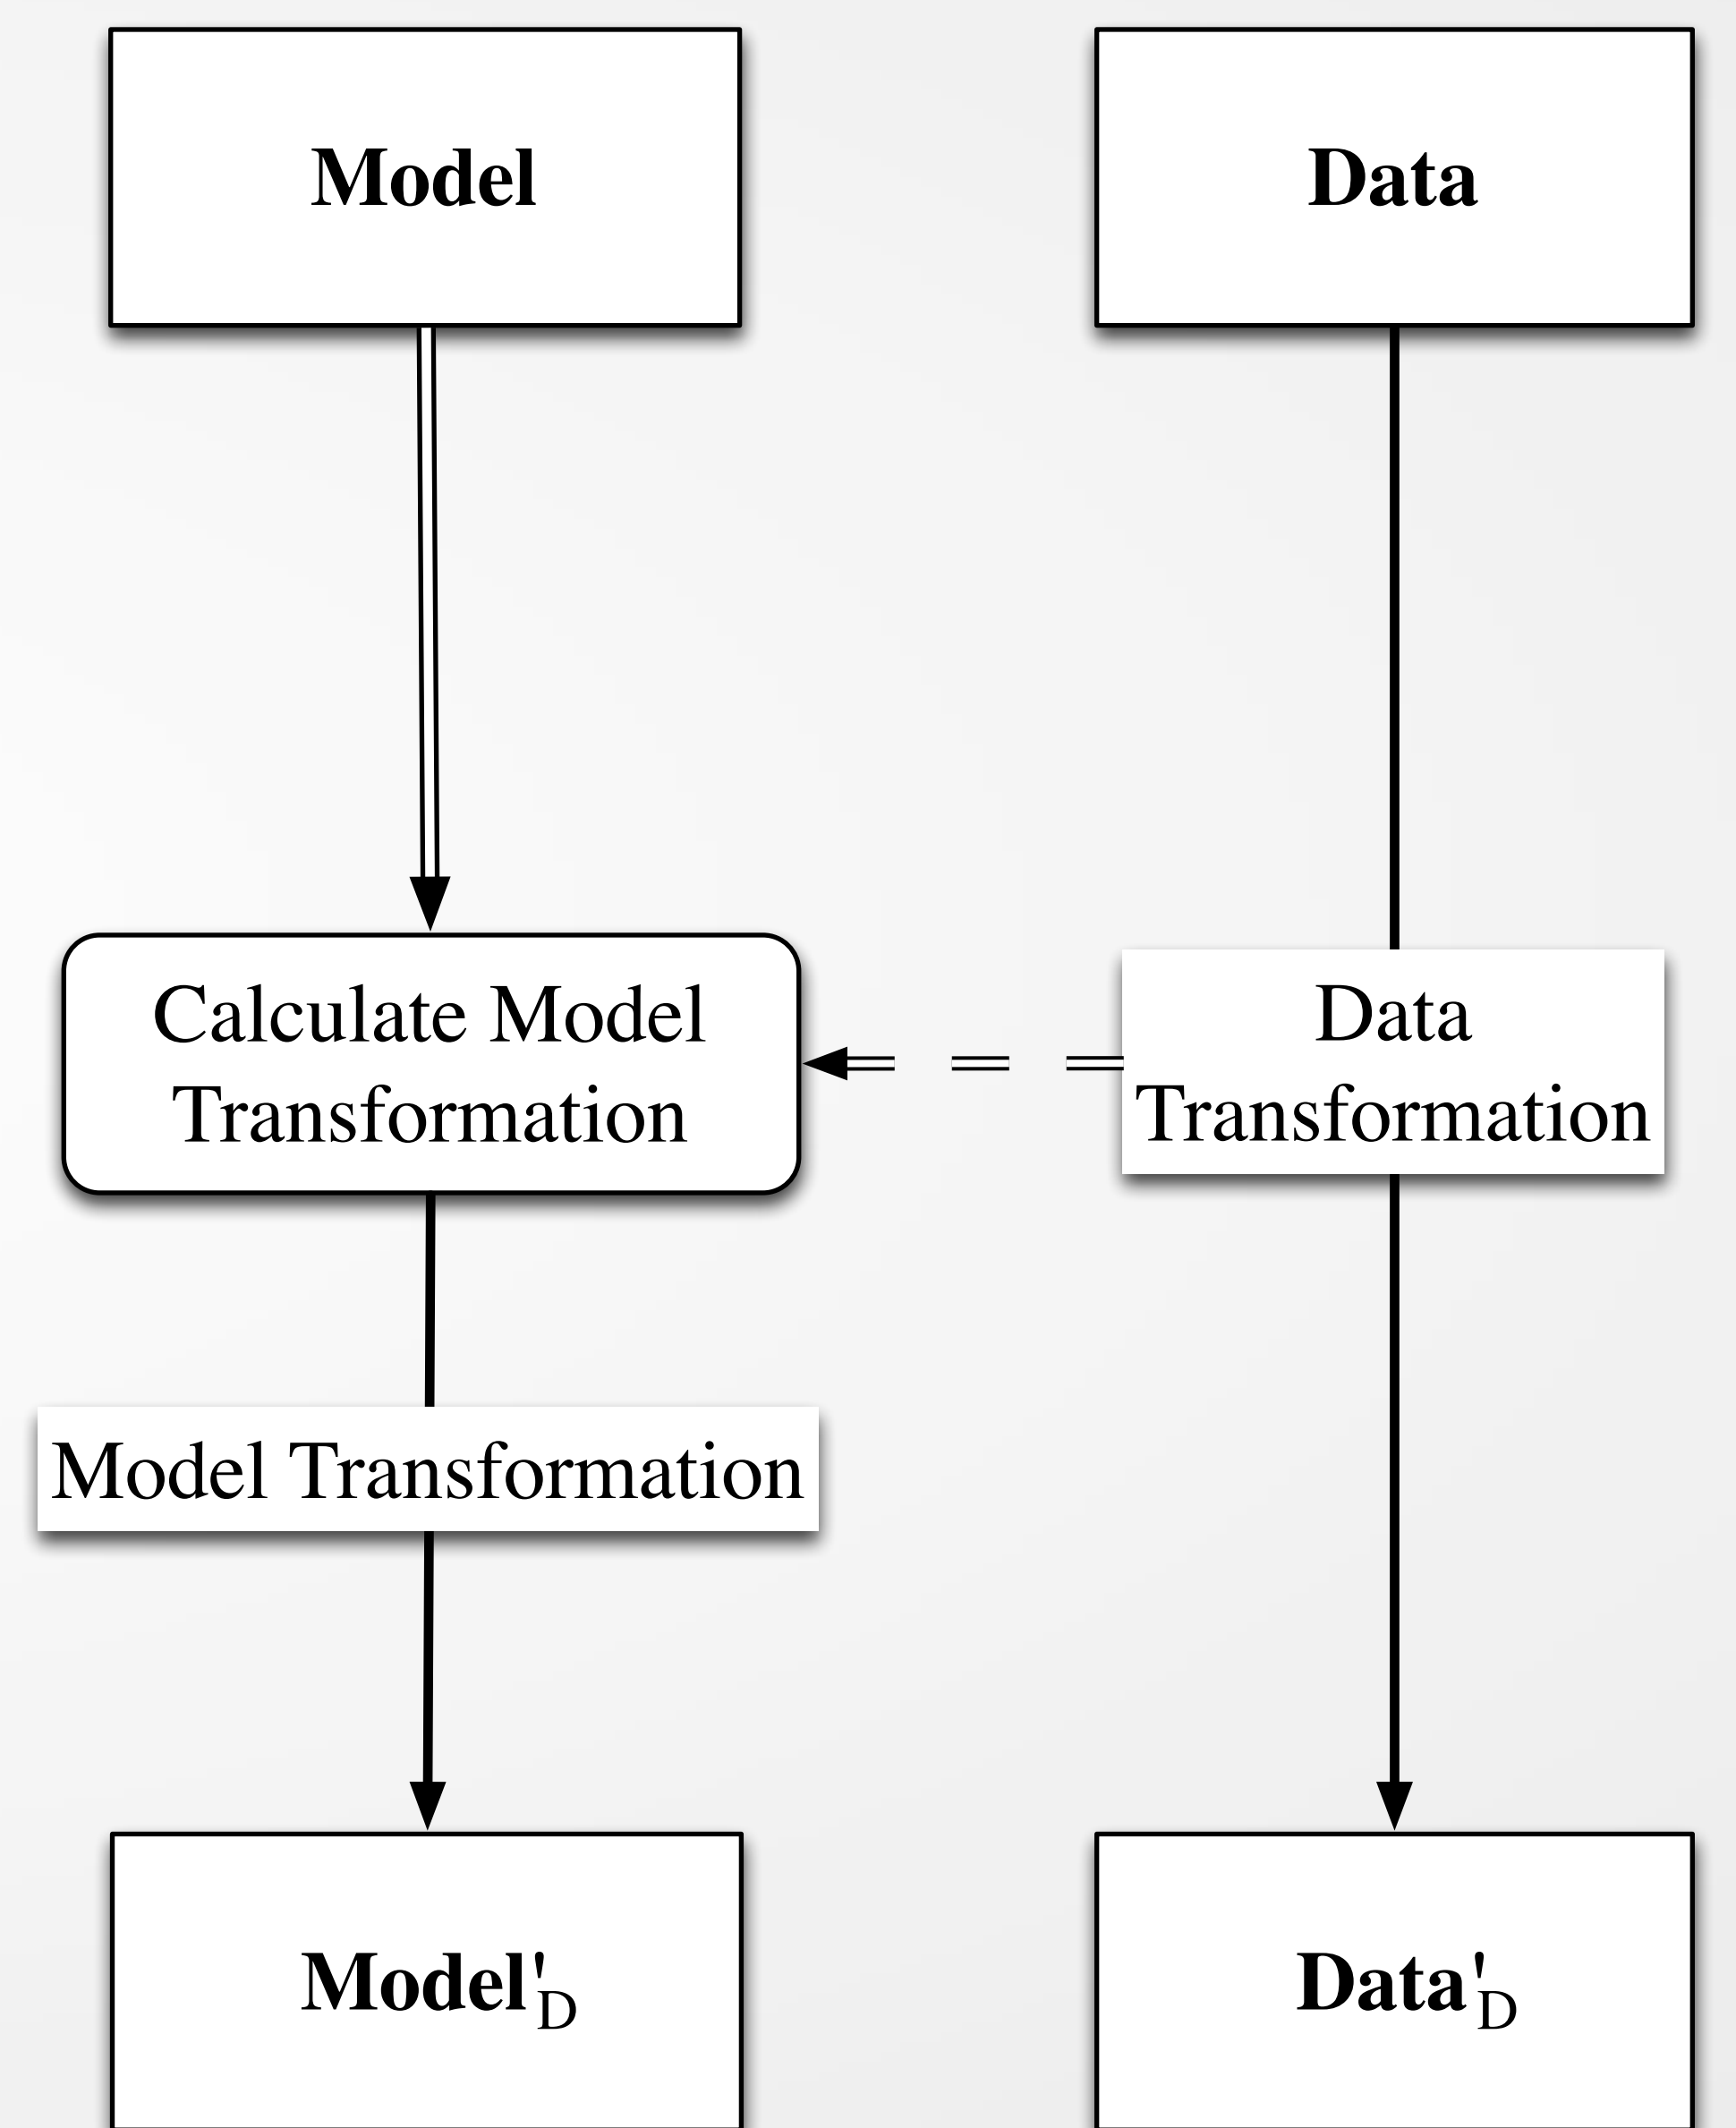 Model
Data
Calculate Model
Transformation
Data
Transformation
Model Transformation
Model'D
Data'D